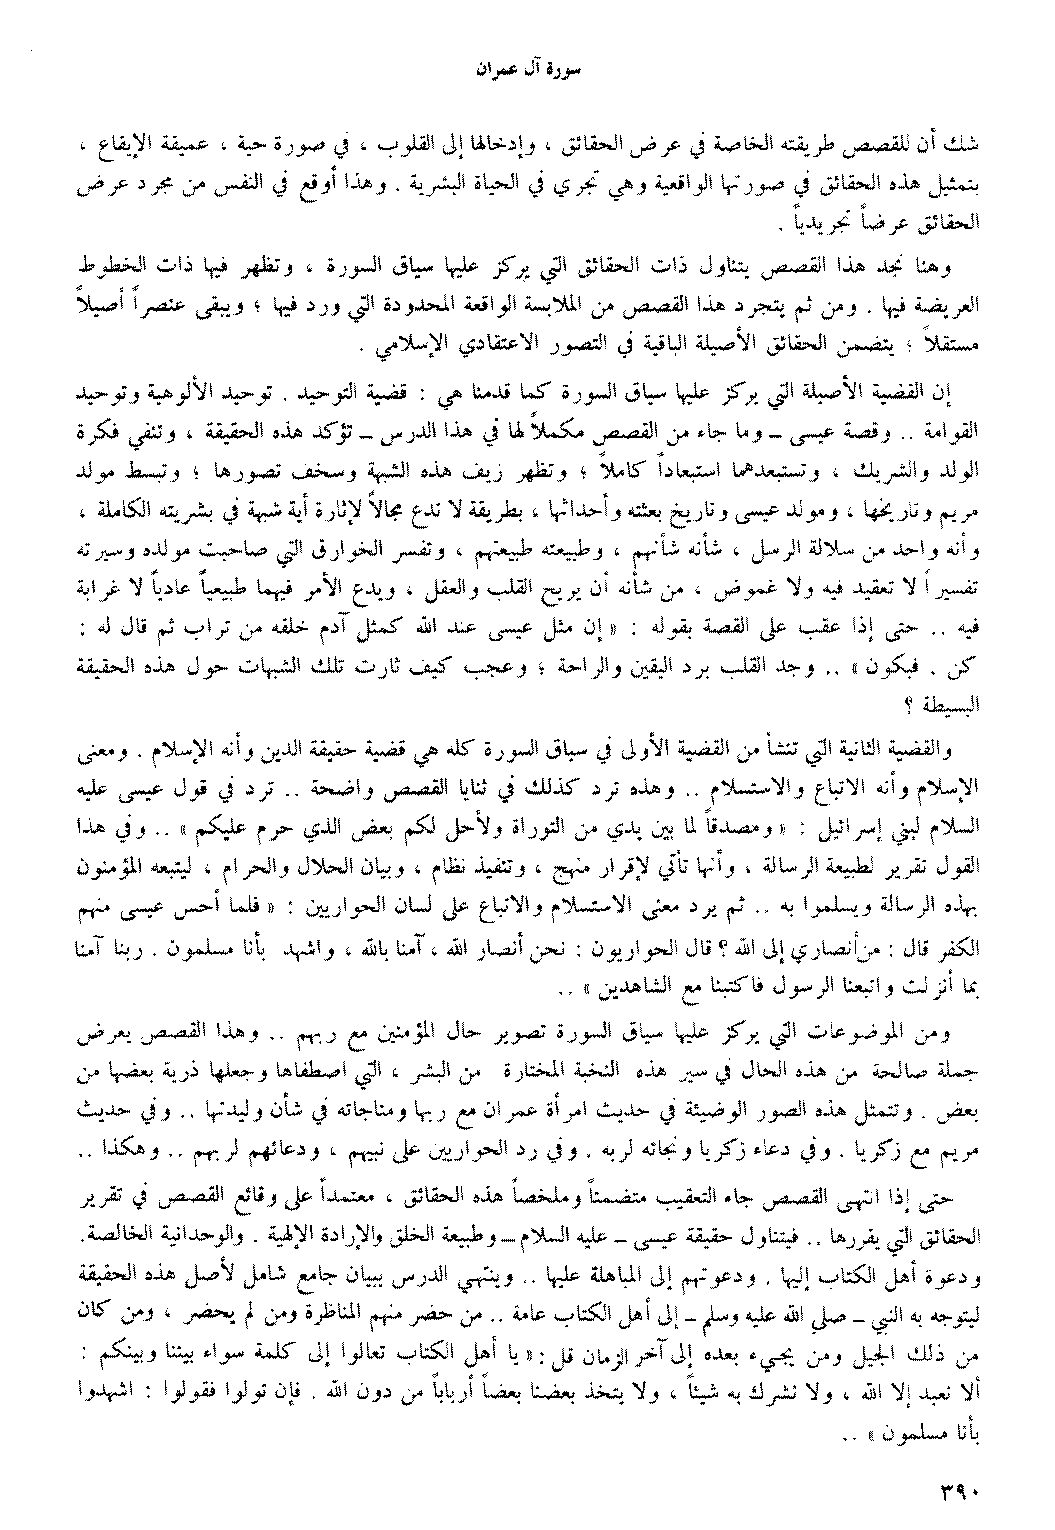 سورة آل عمران
شك أن للقصص طريقته الخاصة في عرض الحقائق ، وإدخالها إلى القلوب ، في صورة حية ، عميقة الإيقاع ،
بتمثيل هذه الحقائق في صورتها الواقعية وهي تجري في الحياة البشرية . وهذا أوقع في النفس من مجرد عرض
الحقائق عرضاً تجريدياً .
وهنا نجد هذا القصص يتناول ذات الحقائق التي يركز عليها سياق السورة ، وتظهر فيها ذات الخطوط
العريضة فيها . ومن ثم يتجرد هذا القصص من الملابسة الواقعة المحدودة التي ورد فيها ؛ ويبقى عنصراً أصيلاً
مستقلاً ؛ يتضمن الحقائق الأصيلة الباقية في التصور الاعتقادي الإسلامي .
إن القضية الأصيلة التي يركز عليها سياق السورة كما قدمنا هي : قضية التوحيد . توحيد الألوهية وتوحيد
القوامة .. وقصة عيسى – وما جاء من القصص مكملاً لها في هذا الدرس – تؤكد هذه الحقيقة ، وتنفي فكرة
الولد والشريك ، وتستبعدهما استبعاداً كاملاً ؛ وتظهر زيف هذه الشبهة وسخف تصورها ؛ وتبسط مولد
مريم وتاريخها ، ومولد عيسى وتاريخ بعثته وأحداثها ، بطريقة لا تدع مجالاً لإثارة أية شبهة في بشريته الكاملة ،
وأنه واحد من سلالة الرسل ، شأنه شأنهم ، وطبيعته طبيعتهم ، وتفسر الخوارق التي صاحبت مولده وسيرته
تفسيراً لا تعقيد فيه ولا غموض ، من شأنه أن يريح القلب والعقل ، ويدع الأمر فيهما طبيعياً عادياً لا غرابة
فيه .. حتى إذا عقب على القصة بقوله : « إن مثل عيسى عند الله كمثل آدم خلقه من تراب ثم قال له :
كن . فيكون » .. وجد القلب برد اليقين والراحة ؛ وعجب كيف ثارت تلك الشبهات حول هذه الحقيقة
البسيطة ؟
والقضية الثانية التي تنشأ من القضية الأولى في سياق السورة كله هي قضية حقيقة الدين وأنه الإسلام . ومعنى
الإسلام وأنه الاتباع والاستسلام .. وهذه ترد كذلك في ثنايا القصص واضحة .. ترد في قول عيسى عليه
السلام لبني إسرائيل : « ومصدقاً لما بين يدي من التوراة ولأحل لكم بعض الذي حرم عليكم » .. وفي هذا
القول تقرير لطبيعة الرسالة ، وأنها تأتي لإقرار منهج ، وتنفيذ نظام ، وبيان الحلال والحرام ، ليتبعه المؤمنون
بهذه الرسالة ويسلموا به .. ثم يرد معنى الاستسلام والاتباع على لسان الحواريين : « فلما أحس عيسى منهم
الكفر قال : من أنصاري إلى الله ؟ قال الحواريون : نحن أنصار الله ، آمنا بالله ، واشهد بأنا مسلمون . ربنا آمنا
بما أنزلت واتبعنا الرسول فاكتبنا مع الشاهدين » ..
ومن الموضوعات التي يركز عليها سياق السورة تصوير حال المؤمنين مع ربهم .. وهذا القصص يعرض
جملة صالحة من هذه الحال في سير هذه النخبة المختارة من البشر ، التي اصطفاها وجعلها ذرية بعضها من
بعض . وتتمثل هذه الصور الوضيئة في حديث امرأة عمران مع ربها ومناجاته في شأن وليدتها .. وفي حديث
مريم مع زكريا . وفي دعاء زكريا ونجائه لربه . وفي رد الحواريين على نبيهم ، ودعائهم لربهم .. وهكذا ..
حتى إذا انتهى القصص جاء التعقيب متضمناً وملخصاً هذه الحقائق ، معتمداً على وقائع القصص في تقرير
الحقائق التي يقررها .. فيتناول حقيقة عيسى – عليه السلام – وطبيعة الخلق والإرادة الإلهية . والوحدانية الخالصة.
ودعوة أهل الكتاب إليها . ودعوتهم إلى المباهلة عليها .. وينتهي الدرس ببيان جامع شامل لأصل هذه الحقيقة
ليتوجه به النبي – صلى الله عليه وسلم – إلى أهل الكتاب عامة .. من حضر منهم المناظرة ومن لم يحضر ، ومن كان
من ذلك الجيل ومن يجيء بعده إلى آخر الزمان قل : « يا أهل الكتاب تعالوا إلى كلمة سواء بيننا وبينكم :
ألا نعبد إلا الله ، ولا نشرك به شيئاً ، ولا يتخذ بعضنا بعضاً أرباباً من دون الله . فإن تولوا فقولوا : اشهدوا
بأنا مسلمون » ..
٣٩٠